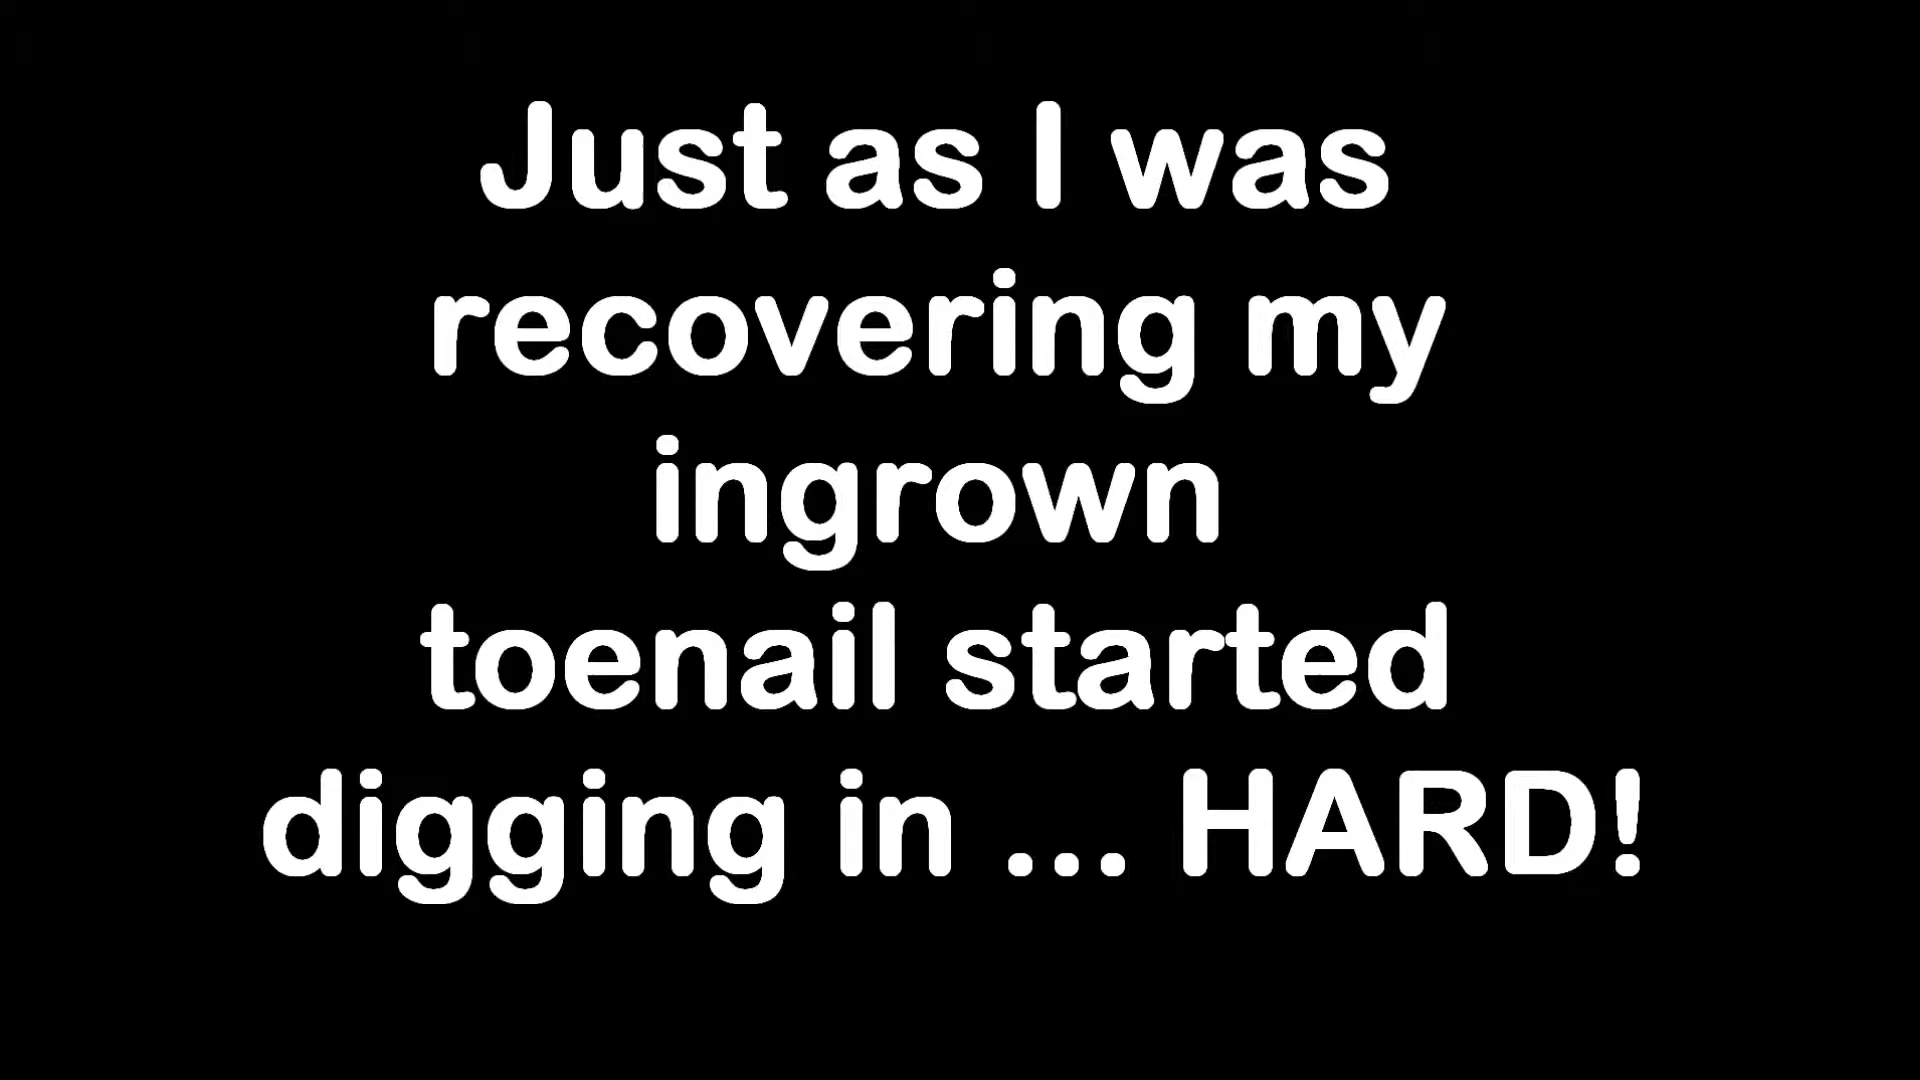 Just as I was
recovering my
ingrown
toenail started
digging in ... HARD!